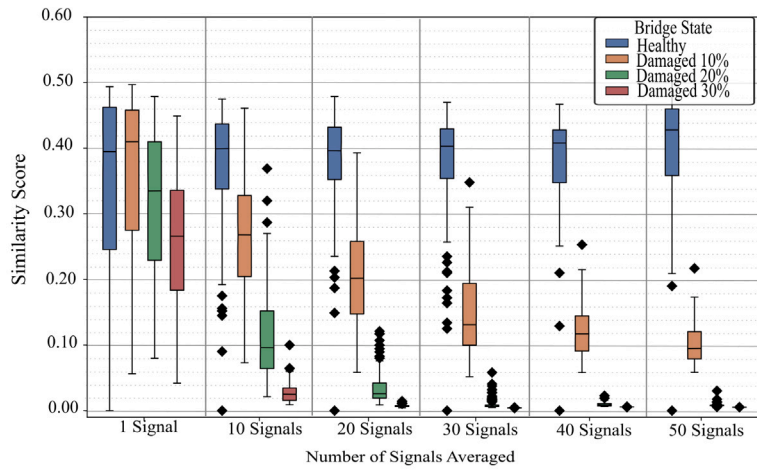 0.60
0.50
0.40
0.30
0.20
0.10
0.00
Similarity Score
Bridge State
Healthy
Damaged 10%
Damaged 20%
Damaged 30%
1 Signal
10 Signals
20 Signals
30 Signals
40 Signals
50 Signals
Number of Signals Averaged